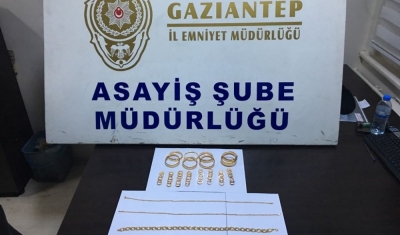 GAZİANTEP
İL EMNİYET MÜDÜRLÜĞÜ
ASAYİŞ ŞUBE
MÜDÜRLÜĞÜ